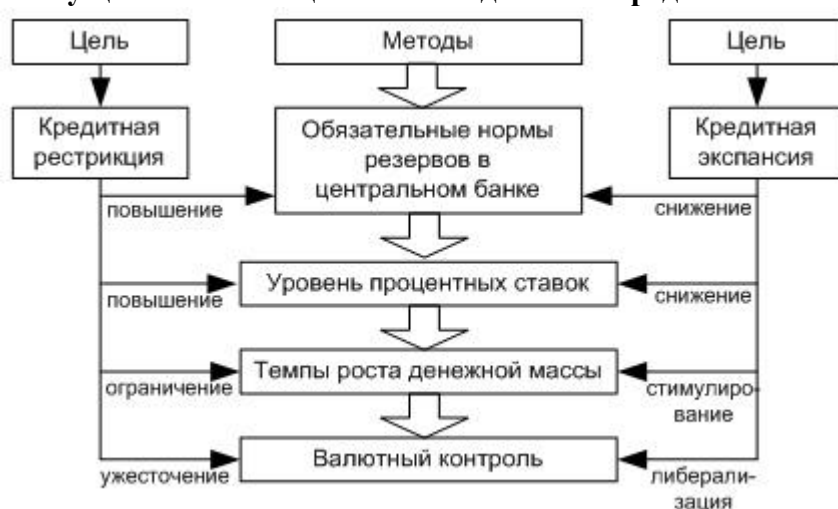 Цель
Методы
Цель
Кредитная
рестрикция
Обязательные нормы
резервов в
центральном банке
Кредитная
экспансия
повышение
снижение
Уровень процентных ставок
повышение
снижение
Темпы роста денежной массы
ограничение
стимулиро-
вание
Валютный контроль
ужесточение
либерали-
зация